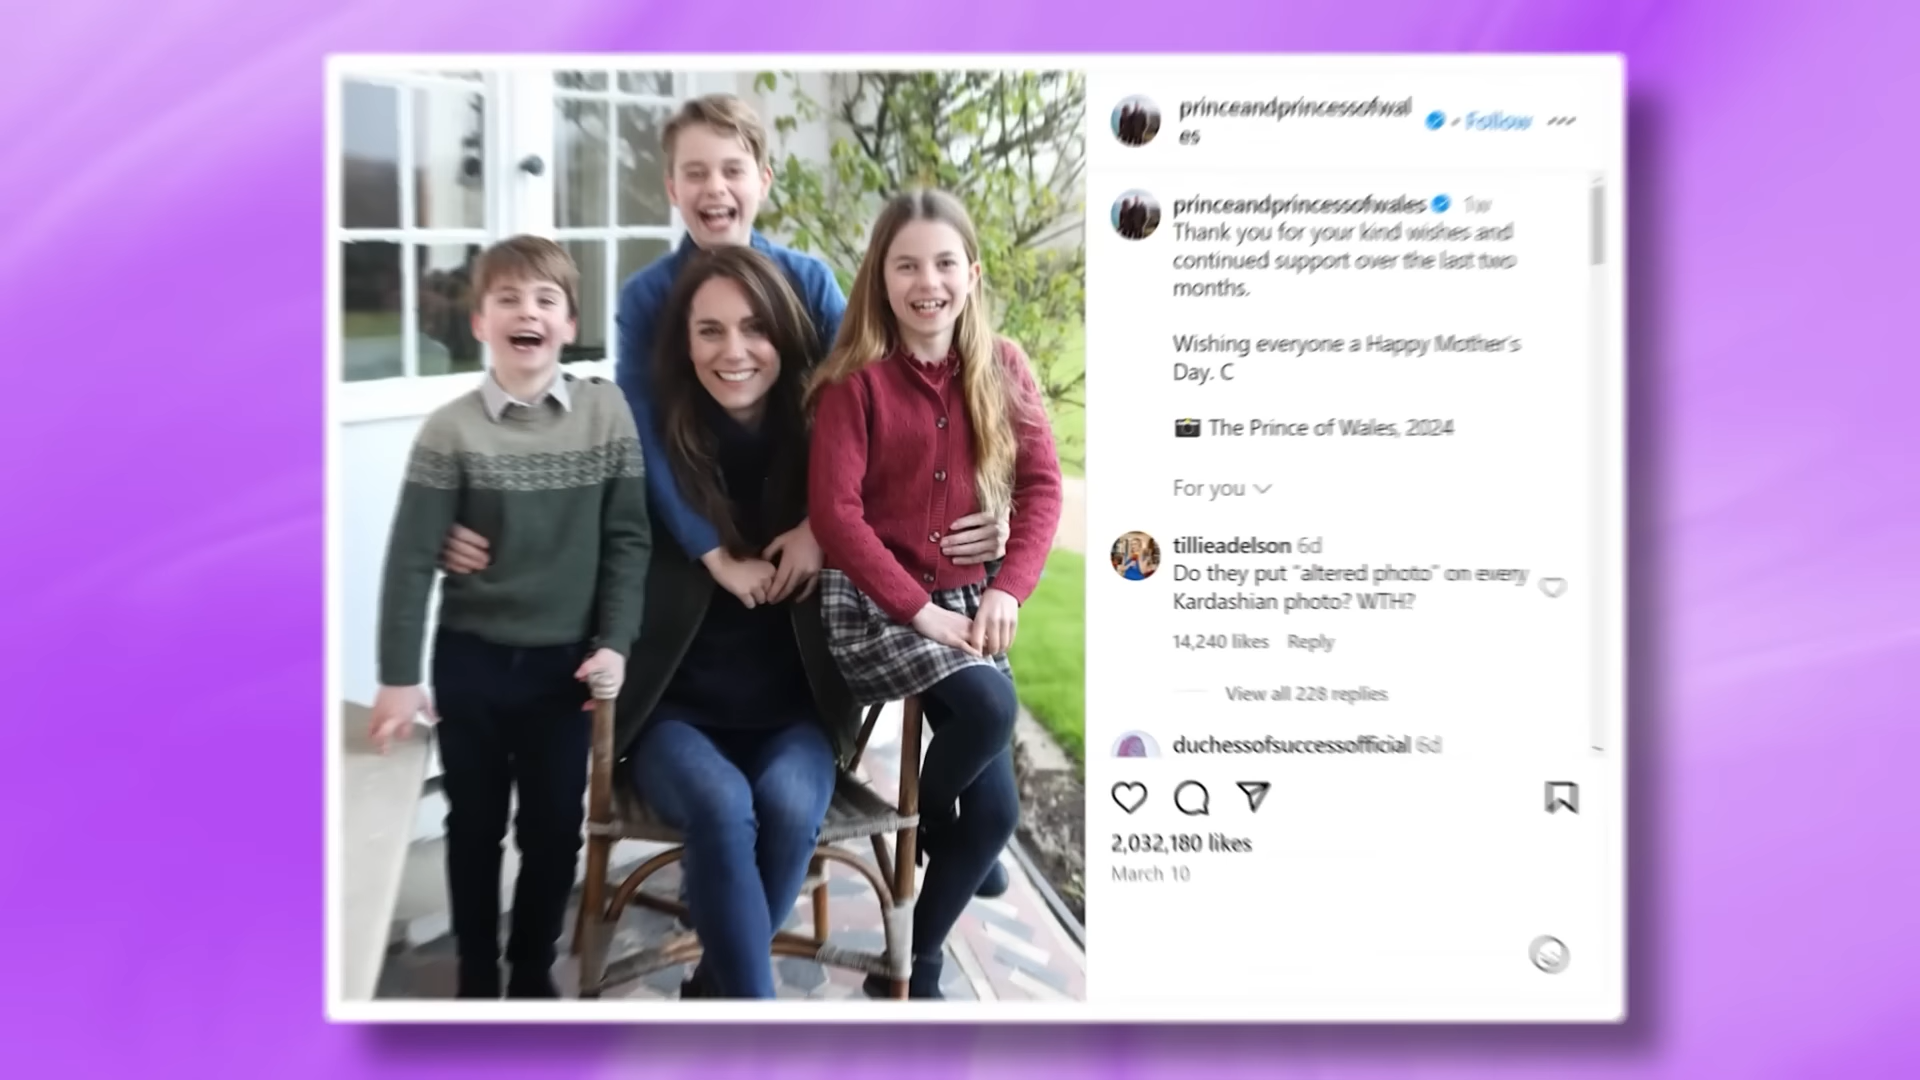 princeandprincessofwal
es
• Follow •••
princeandprincessofwales 1w
Thank you for your kind wishes and
continued support over the last two
months.
Wishing everyone a Happy Mother's
Day. C
The Prince of Wales, 2024
For you
tillieadelson 6d
Do they put "altered photo" on every
Kardashian photo? WTH?
14,240 likes Reply
View all 228 replies
duchessofsuccessofficial 6d
2,032,180 likes
March 10